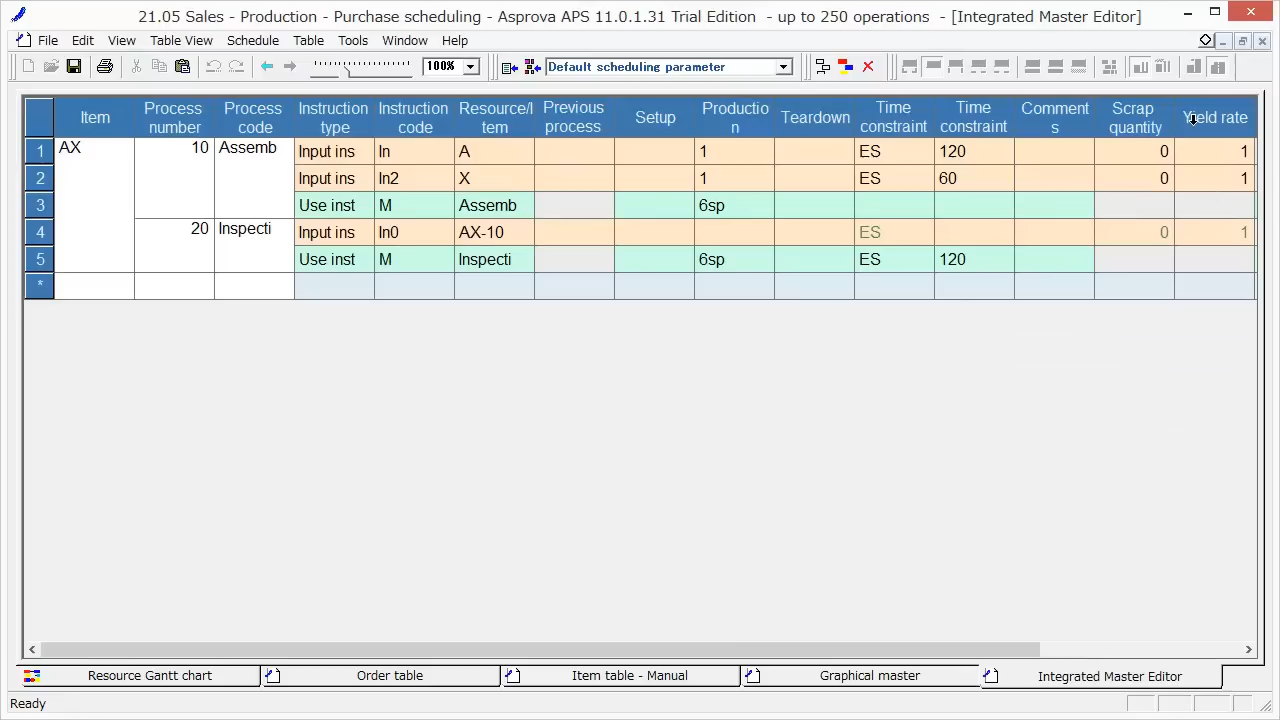 21.05 Sales - Production - Purchase scheduling - Asprova APS 11.0.1.31 Trial Edition - up to 250 operations - [Integrated Master Editor]
File Edit View Table View Schedule Table Tools Window Help
100% Default scheduling parameter
Item Process number Process code Instruction type Instruction code Resource/Item Previous process Setup Production Teardown Time constraint Time constraint Comments Scrap quantity Yield rate
1 AX 10 Assemb Input ins In A 1 ES 120 0 1
2 Input ins In2 X 1 ES 60 0 1
3 Use inst M Assemb 6sp
4 20 Inspecti Input ins In0 AX-10 ES 0 1
5 Use inst M Inspecti 6sp ES 120
*
Resource Gantt chart Order table Item table - Manual Graphical master Integrated Master Editor
Ready